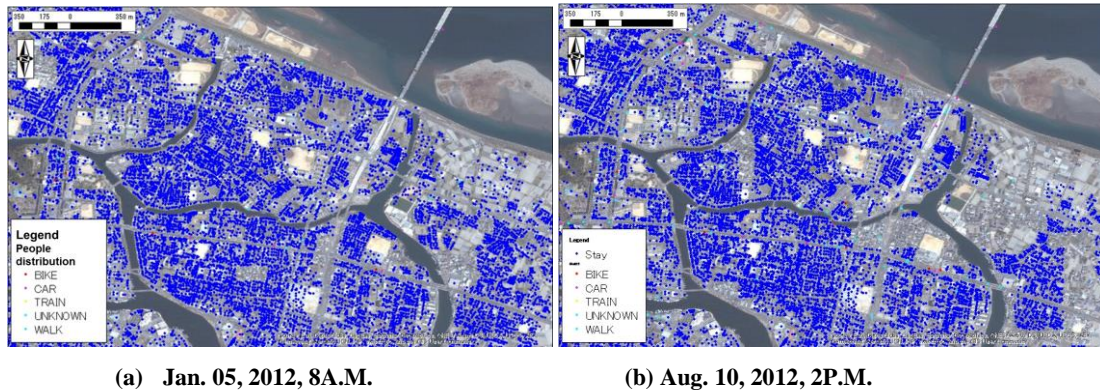 350 175 0 350 m
Legend
People
distribution
BIKE
CAR
TRAIN
UNKNOWN
WALK
(a) Jan. 05, 2012, 8A.M.
350 175 0 350 m
Legend
Stay
BIKE
CAR
TRAIN
UNKNOWN
WALK
(b) Aug. 10, 2012, 2P.M.